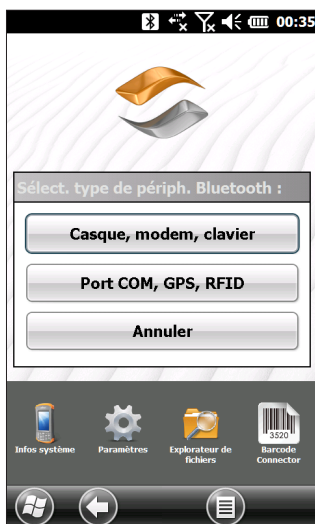 00:35
Sélect. type de périph. Bluetooth :
Casque, modem, clavier
Port COM, GPS, RFID
Annuler
3520
Infos système Paramètres Explorateur de fichiers Barcode Connector